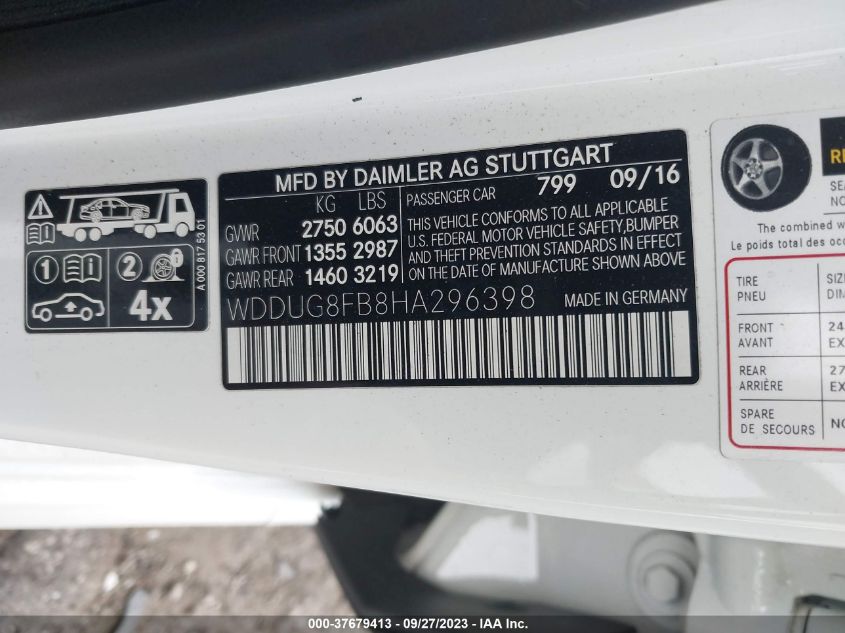 MFD BY DAIMLER AG STUTTGART
KG LBS
GVWR 2750 6063
GAWR FRONT 1355 2987
GAWR REAR 1460 3219
PASSENGER CAR 799 09/16
THIS VEHICLE CONFORMS TO ALL APPLICABLE
U.S. FEDERAL MOTOR VEHICLE SAFETY,BUMPER
AND THEFT PREVENTION STANDARDS IN EFFECT
ON THE DATE OF MANUFACTURE SHOWN ABOVE
WDDUG8FB8HA296398
MADE IN GERMANY
A 000 817 53 01
1
2
4x
The combined
Le poids total des
TIRE
PNEU
FRONT
AVANT
24
REAR
ARRIÈRE
27
SPARE
DE SECOURS
000-37679413 - 09/27/2023 - IAAI Inc.